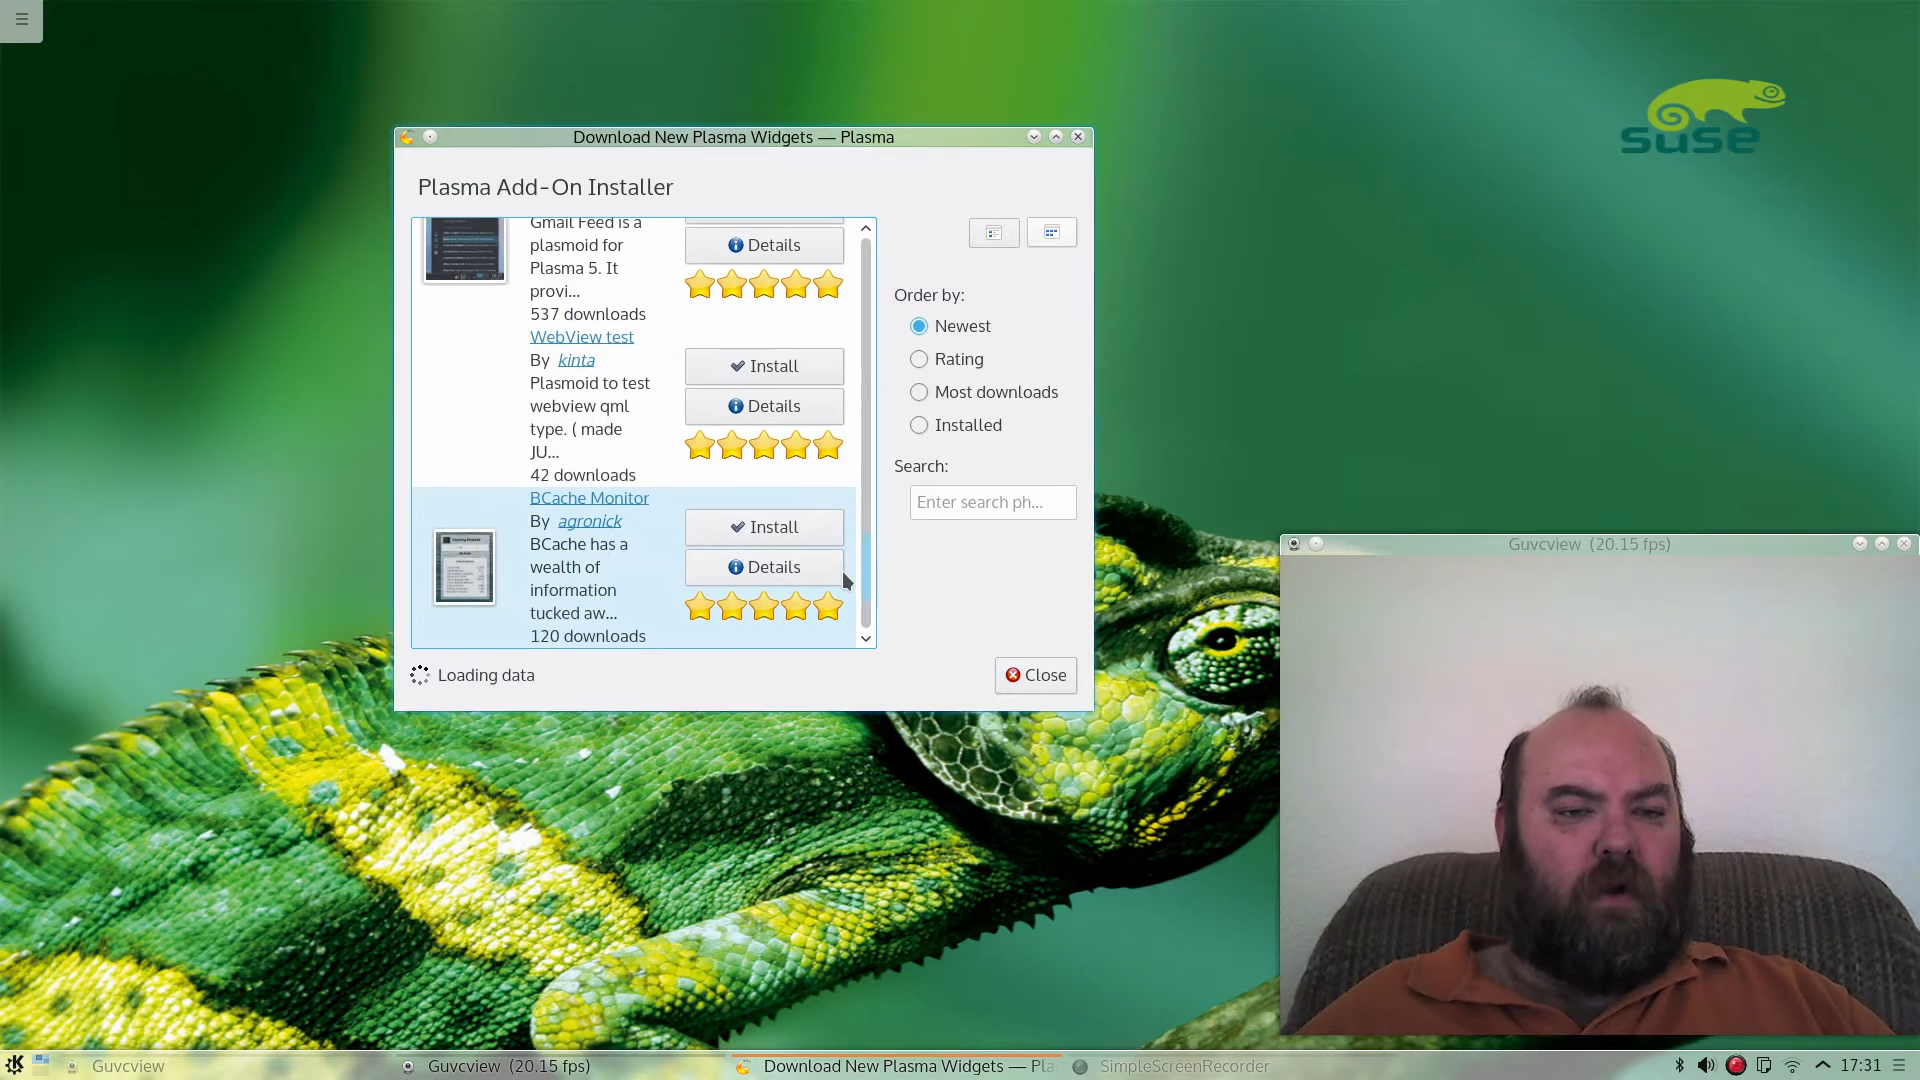 suse
Download New Plasma Widgets — Plasma
Plasma Add-On Installer
Gmail Feed is a
plasmoid for
Plasma 5. It
provi...
537 downloads
Details
WebView test
By kinta
Plasmoid to test
webview qml
type. ( made
JU...
42 downloads
Install
Details
BCache Monitor
By agronick
BCache has a
wealth of
information
tucked aw...
120 downloads
Install
Details
Order by:
Newest
Rating
Most downloads
Installed
Search:
Enter search ph...
Loading data
Close
Guvcview (20.15 fps)
Guvcview
Guvcview (20.15 fps)
Download New Plasma Widgets — Pla
SimpleScreenRecorder
17:31